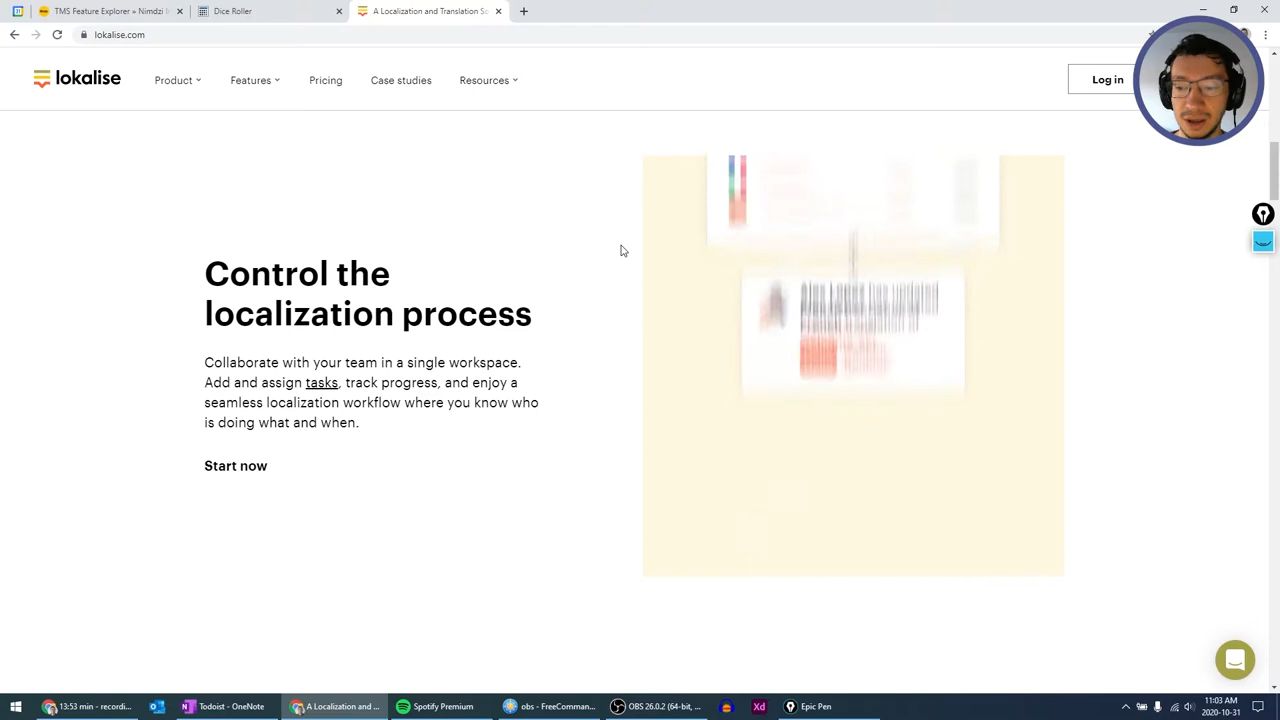 TMS Feature Explorer » Nimdzi I
Dice Roller
A Localization and Translation So
lokalise.com
lokalise
Product
Features
Pricing
Case studies
Resources
Log in
Control the
localization process
Collaborate with your team in a single workspace.
Add and assign tasks, track progress, and enjoy a
seamless localization workflow where you know who
is doing what and when.
Start now
13:53 min - recordi...
Todoist - OneNote
A Localization and ...
Spotify Premium
obs - FreeComman...
OBS 26.0.2 (64-bit, ...
Xd
Epic Pen
11:03 AM
2020-10-31